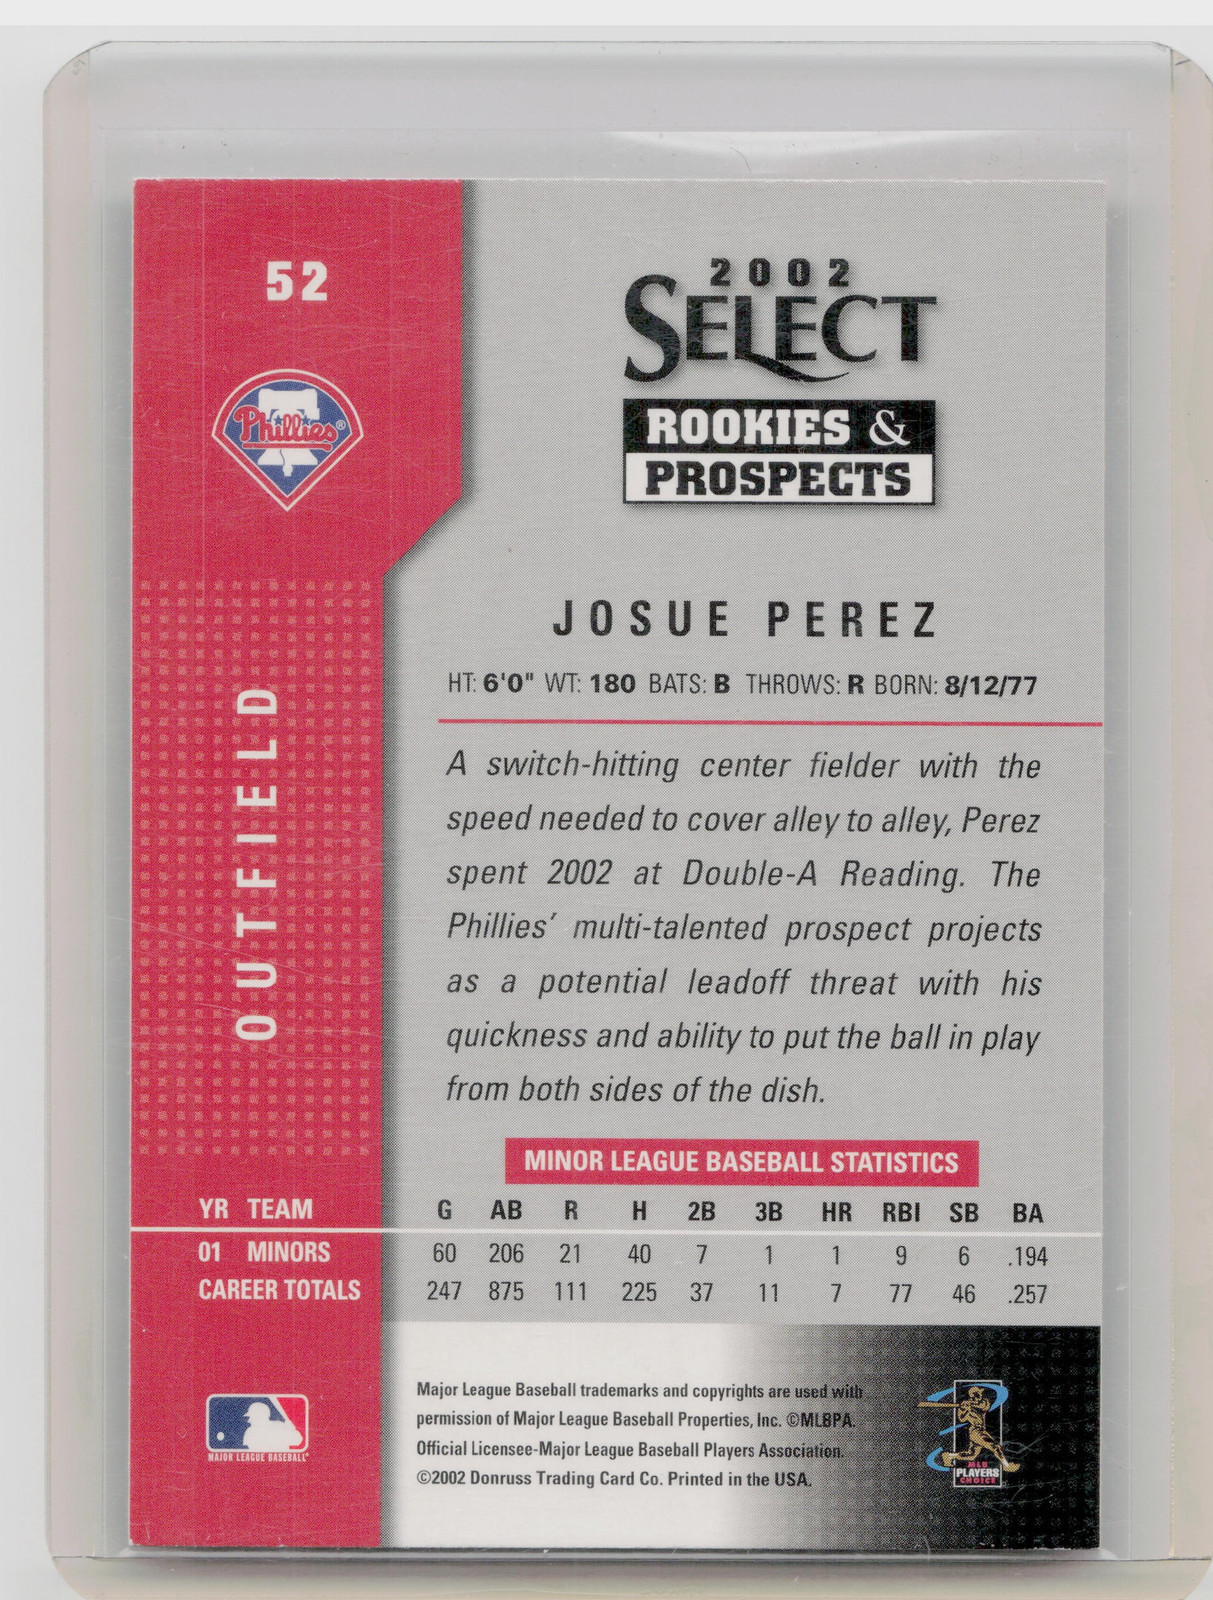 52
Phillies®
2002
SELECT
ROOKIES &
PROSPECTS
JOSUE PEREZ
HT: 6'0" WT: 180 BATS: B THROWS: R BORN: 8/12/77
OUTFIELD
A switch-hitting center fielder with the
speed needed to cover alley to alley, Perez
spent 2002 at Double-A Reading. The
Phillies' multi-talented prospect projects
as a potential leadoff threat with his
quickness and ability to put the ball in play
from both sides of the dish.
MINOR LEAGUE BASEBALL STATISTICS
YR TEAM G AB R H 2B 3B HR RBI SB BA
01 MINORS 60 206 21 40 7 1 1 9 6 .194
CAREER TOTALS 247 875 111 225 37 11 7 77 46 .257
Major League Baseball trademarks and copyrights are used with
permission of Major League Baseball Properties, Inc. ©MLBPA.
Official Licensee-Major League Baseball Players Association.
©2002 Donruss Trading Card Co. Printed in the USA.
MAJOR LEAGUE BASEBALL®
MLB
PLAYERS
CHOICE